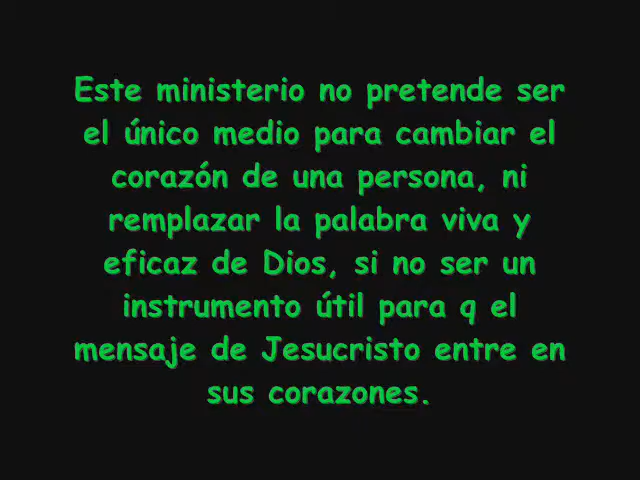 Este ministerio no pretende ser
el único medio para cambiar el
corazón de una persona, ni
remplazar la palabra viva y
eficaz de Dios, si no ser un
instrumento útil para q el
mensaje de Jesucristo entre en
sus corazones.